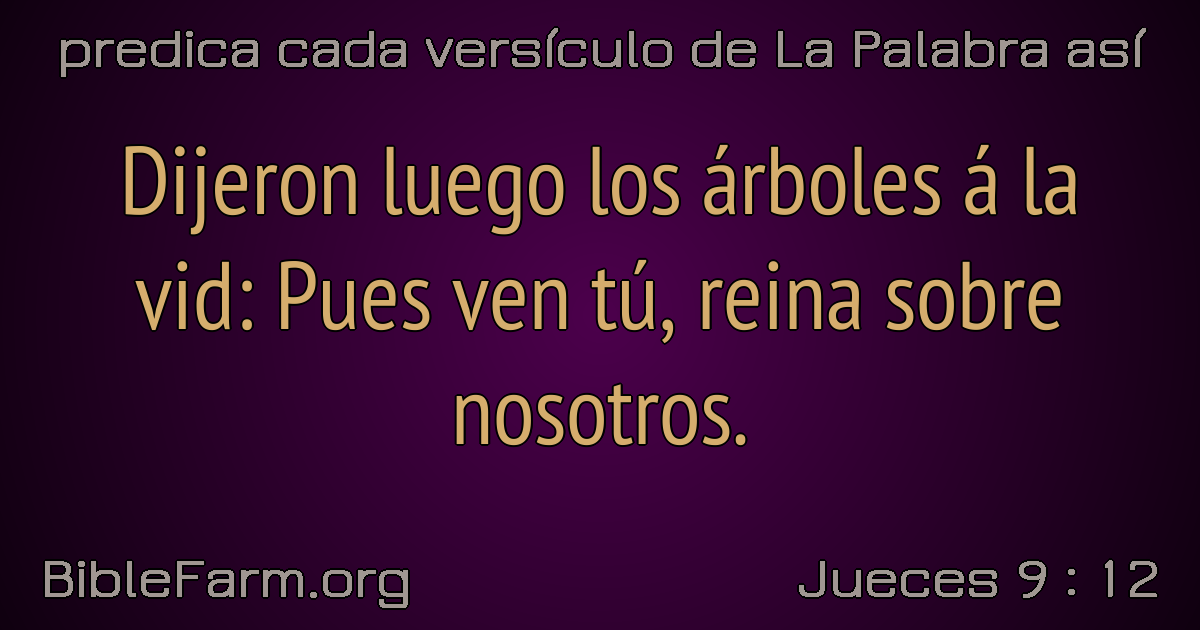 predica cada versículo de La Palabra así
Dijeron luego los árboles á la
vid: Pues ven tú, reina sobre
nosotros.
BibleFarm.org
Jueces 9 : 12